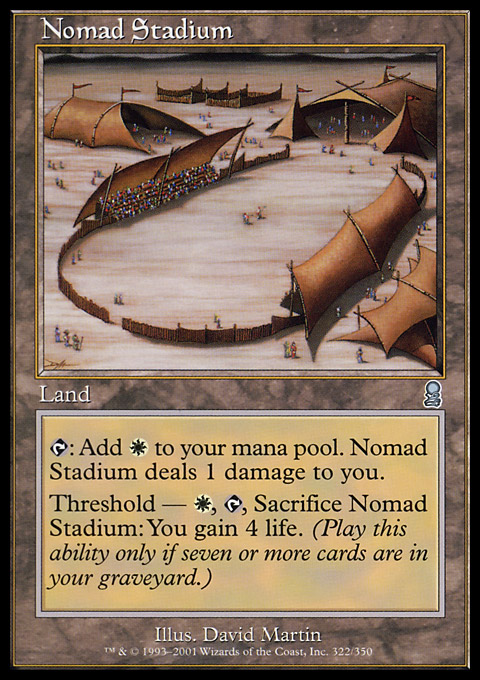 Nomad Stadium
Land
: Add to your mana pool. Nomad
Stadium deals 1 damage to you.
Threshold — , , Sacrifice Nomad
Stadium: You gain 4 life. (Play this
ability only if seven or more cards are in
your graveyard.)
Illus. David Martin
™ & © 1993–2001 Wizards of the Coast, Inc. 322/350